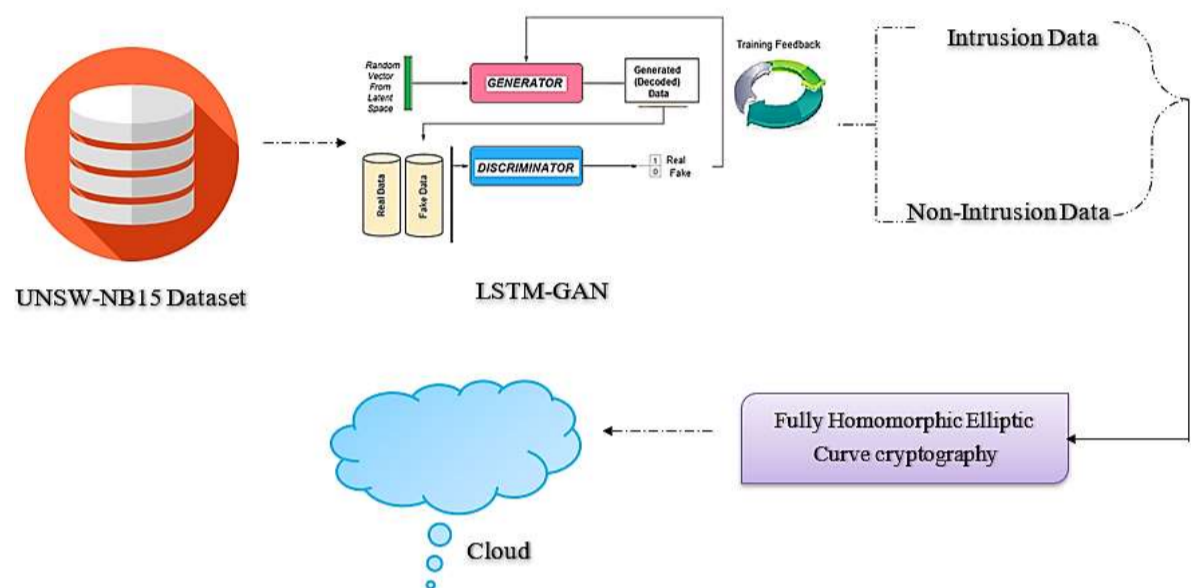 Random
Vector
From
Latent
Space
GENERATOR
Generated
(Decoded)
Data
Training Feedback
Intrusion Data
Real Data
Fake Data
DISCRIMINATOR
1 Real
0 Fake
Non-Intrusion Data
UNSW-NB15 Dataset
LSTM-GAN
Fully Homomorphic Elliptic
Curve cryptography
Cloud